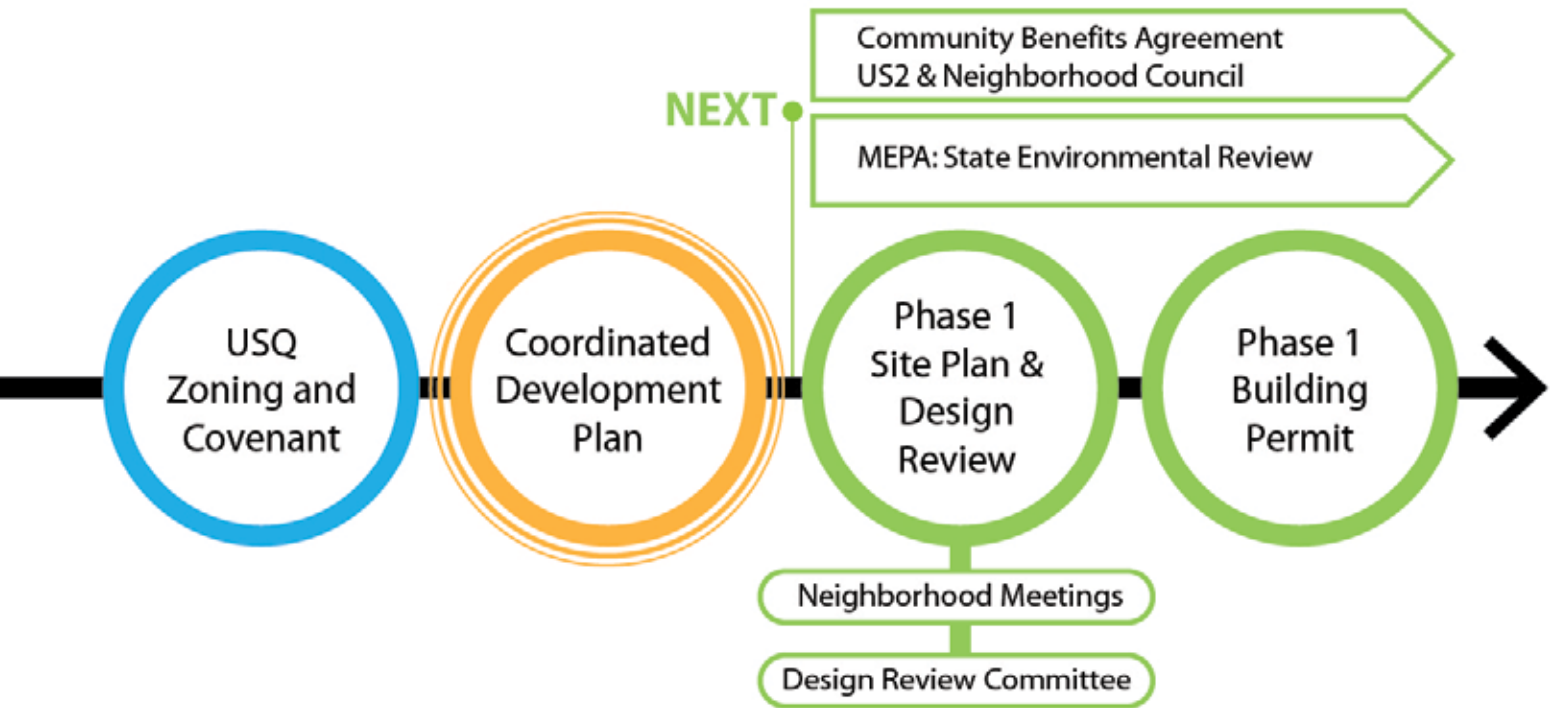 Community Benefits Agreement
US2 & Neighborhood Council
NEXT
MEPA: State Environmental Review
USQ
Zoning and
Covenant
Coordinated
Development
Plan
Phase 1
Site Plan &
Design
Review
Phase 1
Building
Permit
Neighborhood Meetings
Design Review Committee